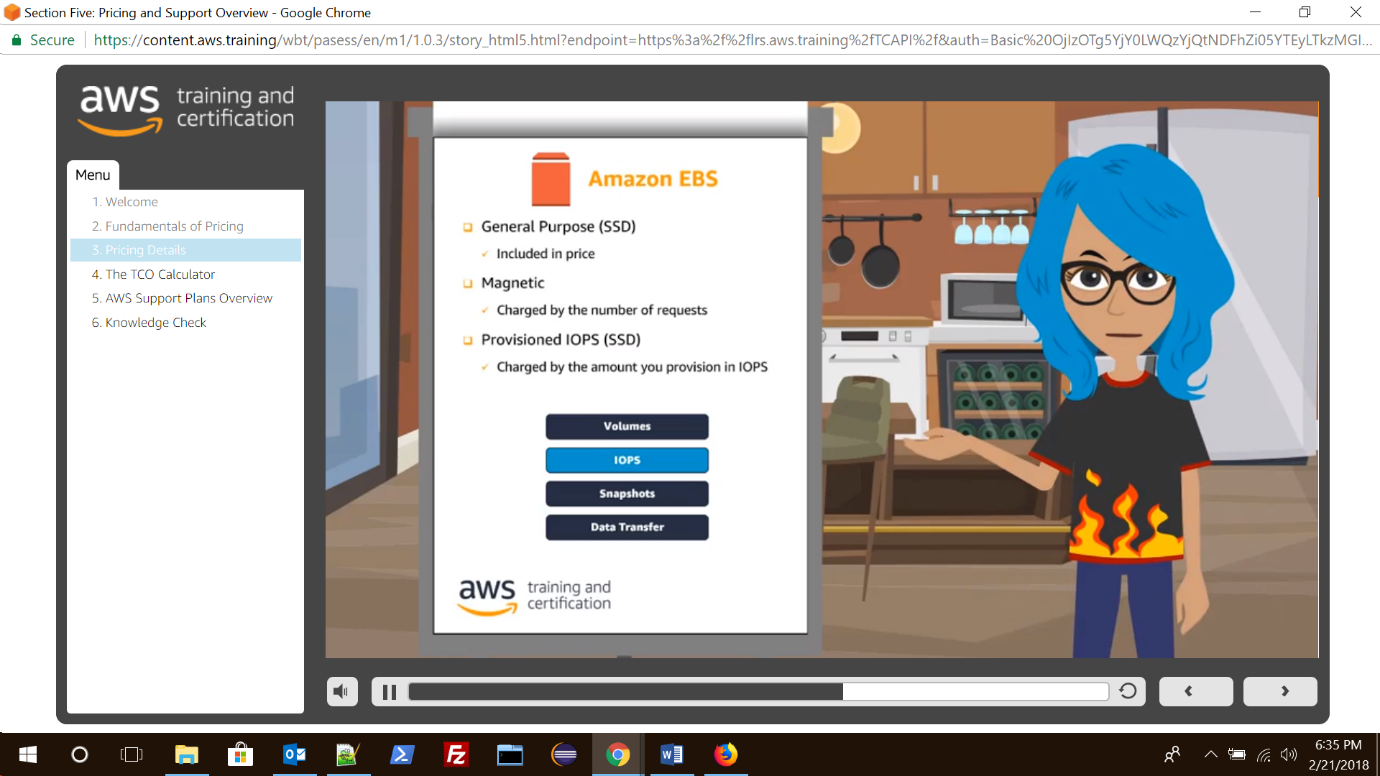 Section Five: Pricing and Support Overview - Google Chrome
Secure https://content.aws.training/wbt/pasess/en/m1/1.0.3/story_html5.html?endpoint=https%3a%2f%2flrs.aws.training%2fTCAPI%2f&auth=Basic%20OjIzOTg5YjY0LWQzYjQtNDFhZi05YTEyLTkzMGI...
aws training and
certification
Menu
1. Welcome
2. Fundamentals of Pricing
3. Pricing Details
4. The TCO Calculator
5. AWS Support Plans Overview
6. Knowledge Check
Amazon EBS
General Purpose (SSD)
Included in price
Magnetic
Charged by the number of requests
Provisioned IOPS (SSD)
Charged by the amount you provision in IOPS
Volumes
IOPS
Snapshots
Data Transfer
aws training and
certification
6:35 PM
2/21/2018